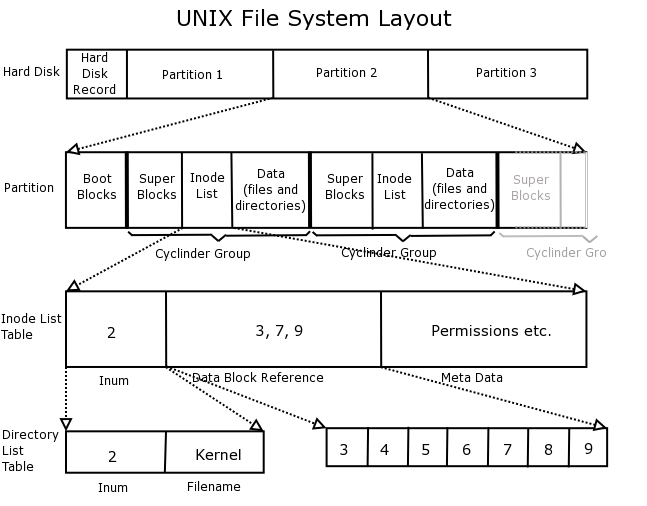 UNIX File System Layout
Hard Disk
Hard
Disk
Record
Partition 1
Partition 2
Partition 3
Partition
Boot
Blocks
Super
Blocks
Inode
List
Data
(files and
directories)
Super
Blocks
Inode
List
Data
(files and
directories)
Super
Blocks
Cyclinder Group
Cyclinder Group
Cyclinder Gro
Inode List
Table
2
3, 7, 9
Permissions etc.
Inum
Data Block Reference
Meta Data
Directory
List
Table
2
Kernel
3
4
5
6
7
8
9
Inum
Filename